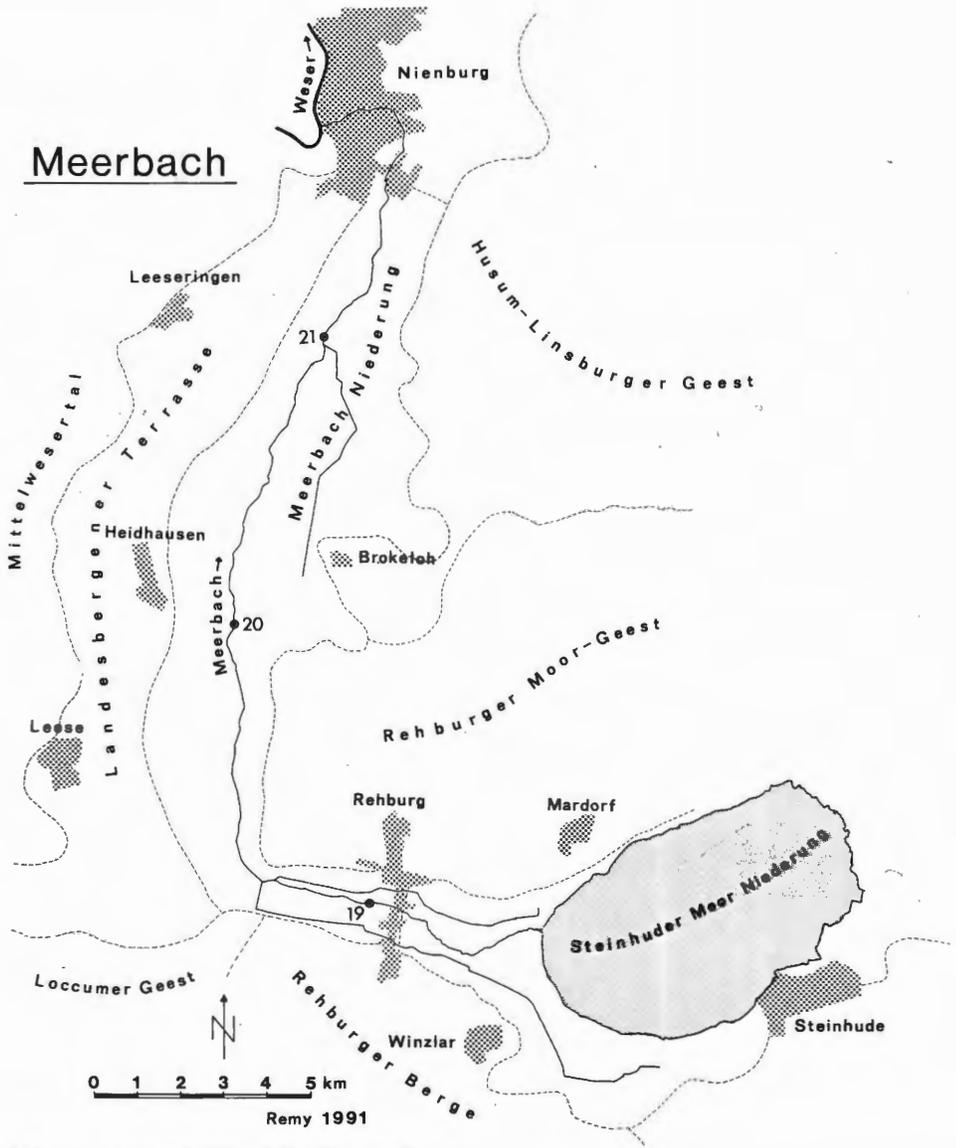 Weser→
Nienburg
Meerbach
Leeseringen
Husum-Linsburger Geest
21
Meerbach Niederung
Mittelwesertal
Landesbergener Terrasse
Heidhausen
Brokeloh
Meerbach→
20
Rehburger Moor-Geest
Leese
Rehburg
Mardorf
Steinhuder Meer Niederung
19
Loccumer Geest
Rehburger Berge
N
Winzlar
Steinhude
0 1 2 3 5 km
Remy 1991